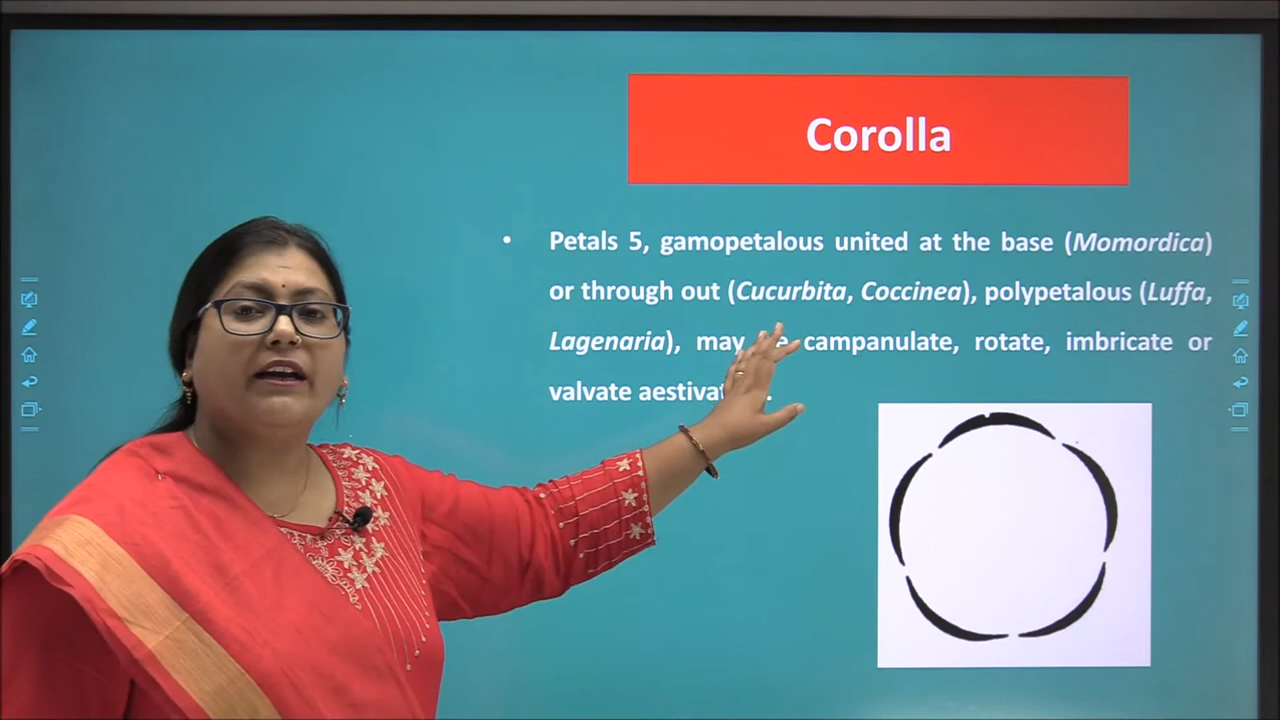 Corolla
• Petals 5, gamopetalous united at the base (Momordica)
or through out (Cucurbita, Coccinea), polypetalous (Luffa,
Lagenaria), may campanulate, rotate, imbricate or
valvate